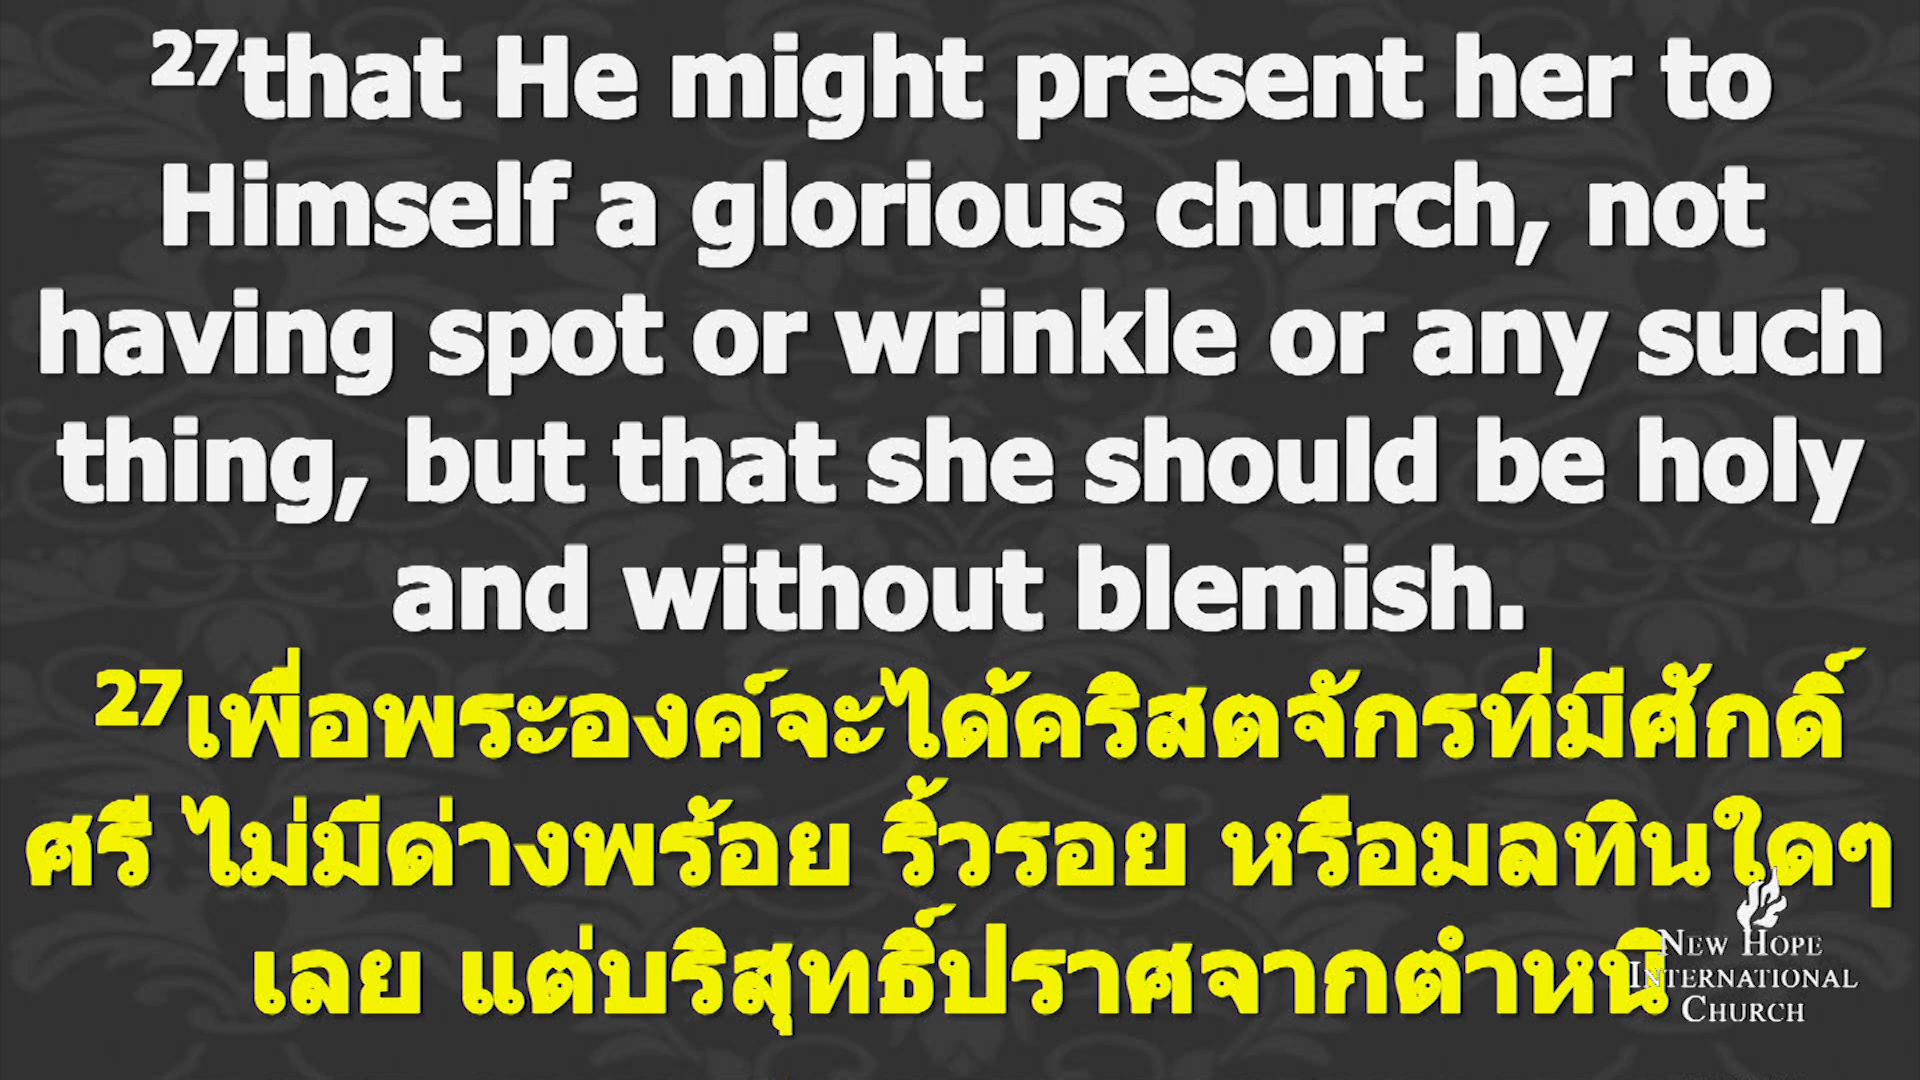 27that He might present her to
Himself a glorious church, not
having spot or wrinkle or any such
thing, but that she should be holy
and without blemish.
27เพื่อพระองค์จะได้คริสตจักรที่มีศักดิ์
ศรี ไม่มีด่างพร้อย ริ้วรอย หรือมลทินใดๆ
เลย แต่บริสุทธิ์ปราศจากตำหนิ
New Hope
International
Church